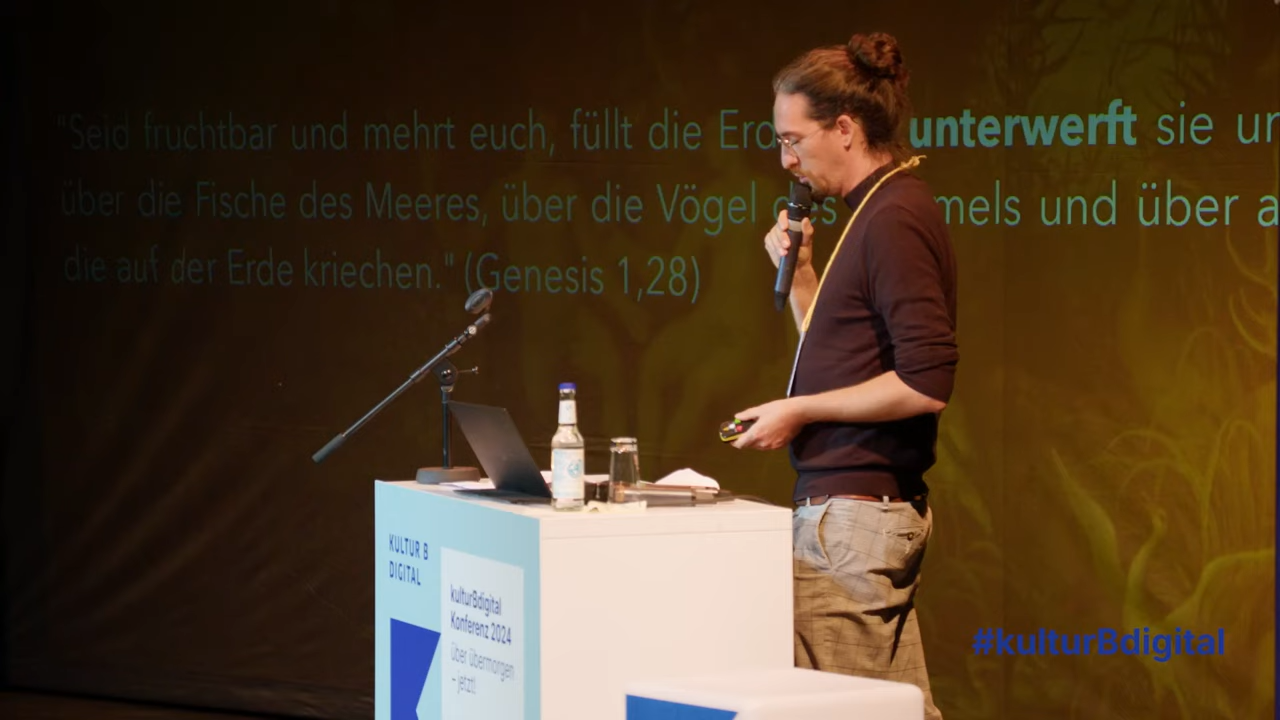 "Seid fruchtbar und mehrt euch, füllt die Erd unterwerft sie un
über die Fische des Meeres, über die Vögel des mels und über a
die auf der Erde kriechen." (Genesis 1,28)
KULTUR B
DIGITAL
kulturBdigital
Konferenz 2024
über übermorgen
– jetzt!
#kulturBdigital